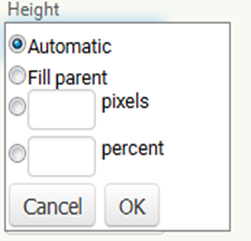 Height
Automatic
Fill parent
pixels
percent
Cancel OK